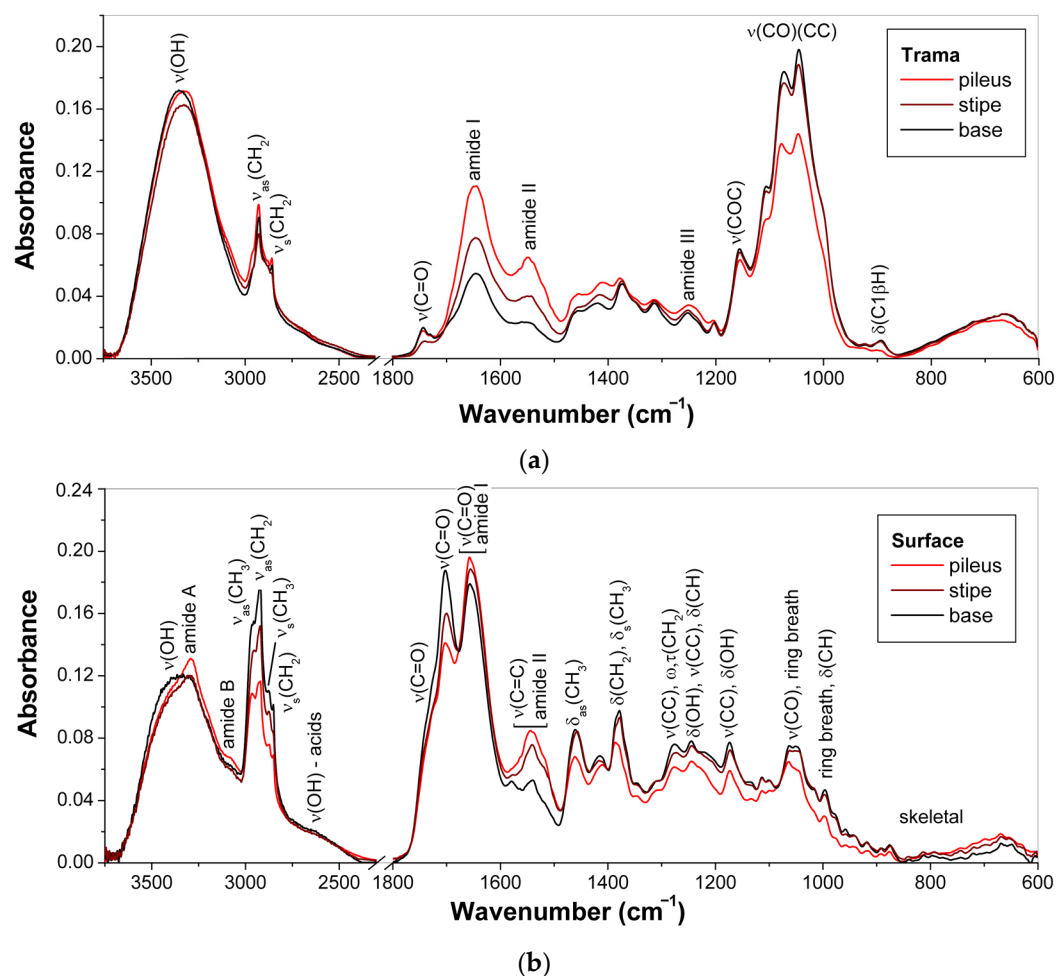 Absorbance
0.20
0.16
0.12
0.08
0.04
0.00
ν(OH)
νas(CH2)
νs(CH2)
ν(C=O)
amide I
amide II
amide III
ν(COC)
ν(CO)(CC)
δ(C1βH)
Trama
pileus
stipe
base
3500 3000 2500 1800 1600 1400 1200 1000 800 600
Wavenumber (cm−1)
(a)
Absorbance
0.24
0.20
0.16
0.12
0.08
0.04
0.00
ν(OH)
amide A
amide B
νas(CH3)
νas(CH2)
νs(CH3)
νs(CH2)
ν(OH) - acids
ν(C=O)
ν(C=O)
[ν(C=O)
amide I
[ν(C=C)
amide II
δas(CH3)
δ(CH2), δs(CH3)
ν(CC), ω,τ(CH2)
δ(OH), ν(CC), δ(CH)
ν(CC), δ(OH)
ν(CO), ring breath
ring breath, δ(CH)
skeletal
Surface
pileus
stipe
base
3500 3000 2500 1800 1600 1400 1200 1000 800 600
Wavenumber (cm−1)
(b)